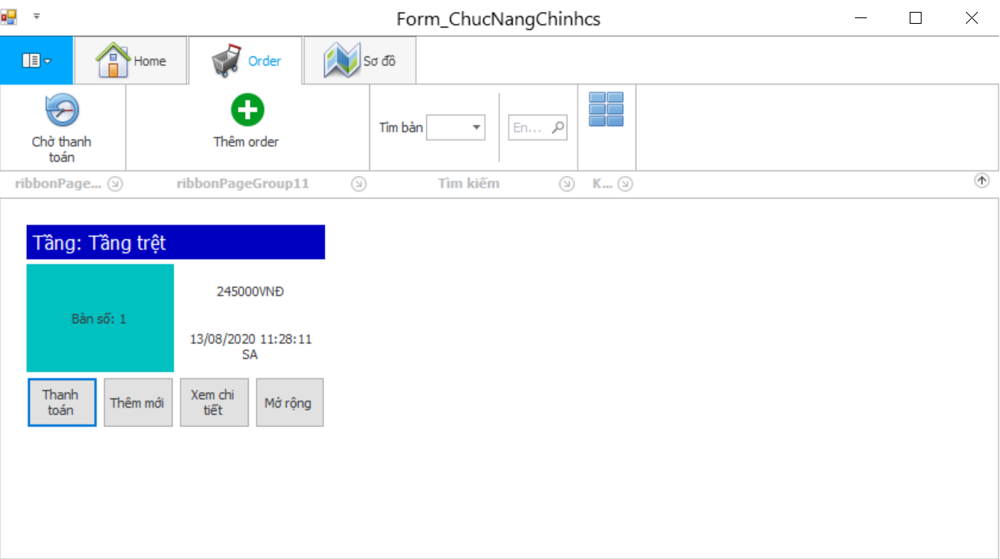 Form_ChucNangChinhcs
Home
Order
Sơ đồ
Chờ thanh
toán
Thêm order
Tìm bàn
En...
ribbonPage...
ribbonPageGroup11
Tìm kiếm
K...
Tầng: Tầng trệt
Bàn số: 1
245000VNĐ
13/08/2020 11:28:11
SA
Thanh
toán
Thêm mới
Xem chi
tiết
Mở rộng